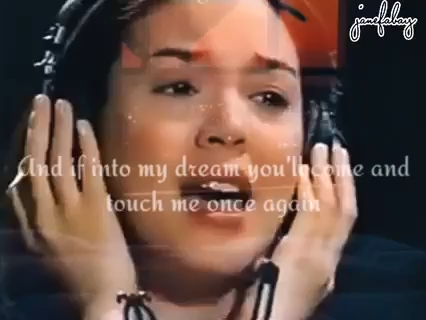 janefabay
And if into my dream you'll come and
touch me once again